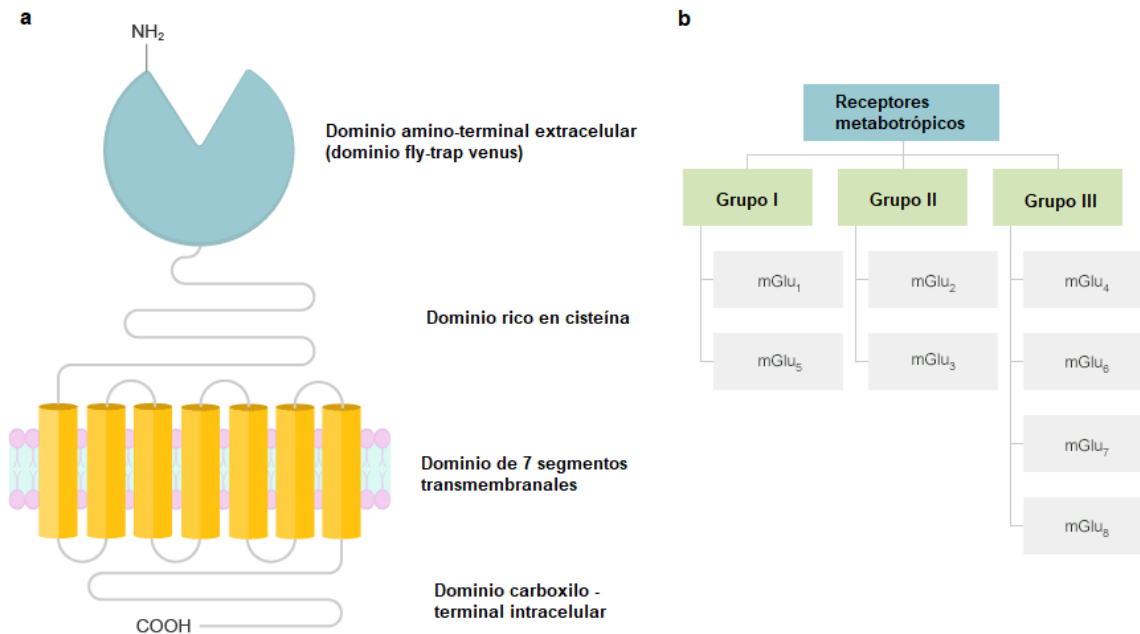 a
NH₂
Dominio amino-terminal extracelular
(dominio fly-trap venus)
Dominio rico en cisteína
Dominio de 7 segmentos
transmembranales
Dominio carboxilo -
terminal intracelular
COOH
b
Receptores
metabotrópicos
Grupo I
Grupo II
Grupo III
mGlu₁
mGlu₂
mGlu₄
mGlu₅
mGlu₃
mGlu₆
mGlu₇
mGlu₈